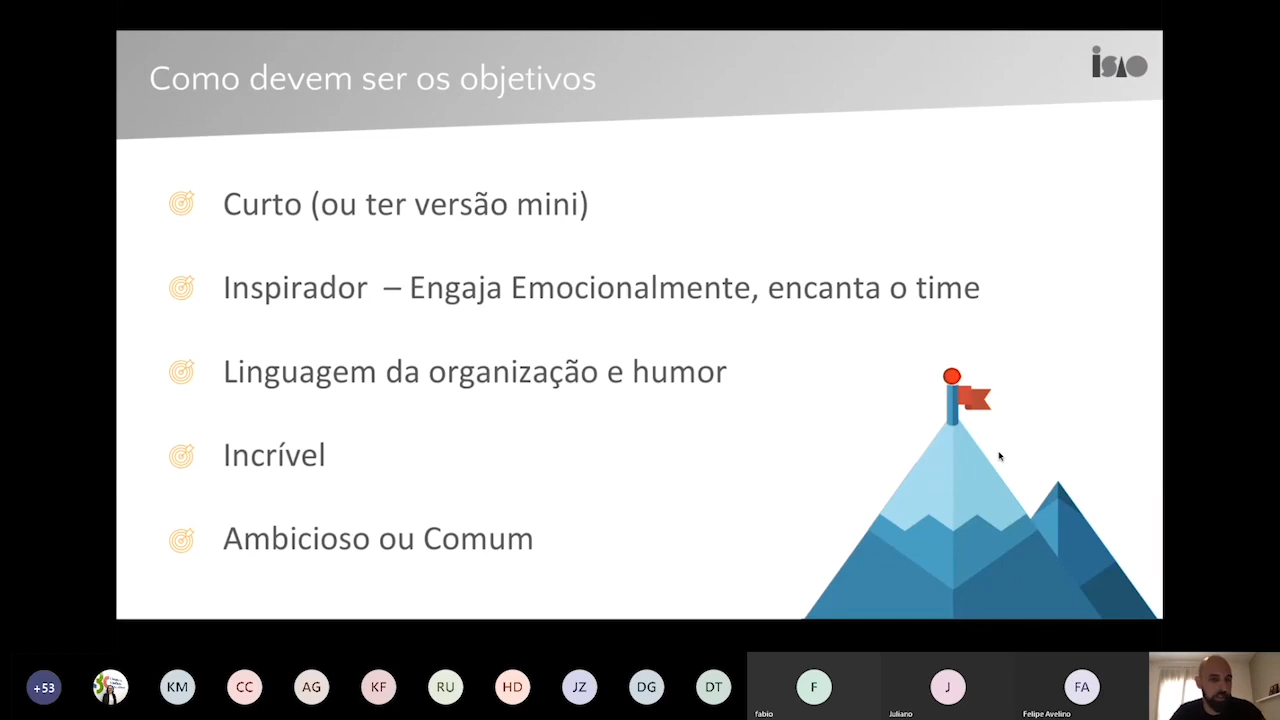 Como devem ser os objetivos
isao
Curto (ou ter versão mini)
Inspirador – Engaja Emocionalmente, encanta o time
Linguagem da organização e humor
Incrível
Ambicioso ou Comum
+53
KM
CC
AG
KF
RU
HD
JZ
DG
DT
F
J
FA
fabio
Juliano
Felipe Avelino